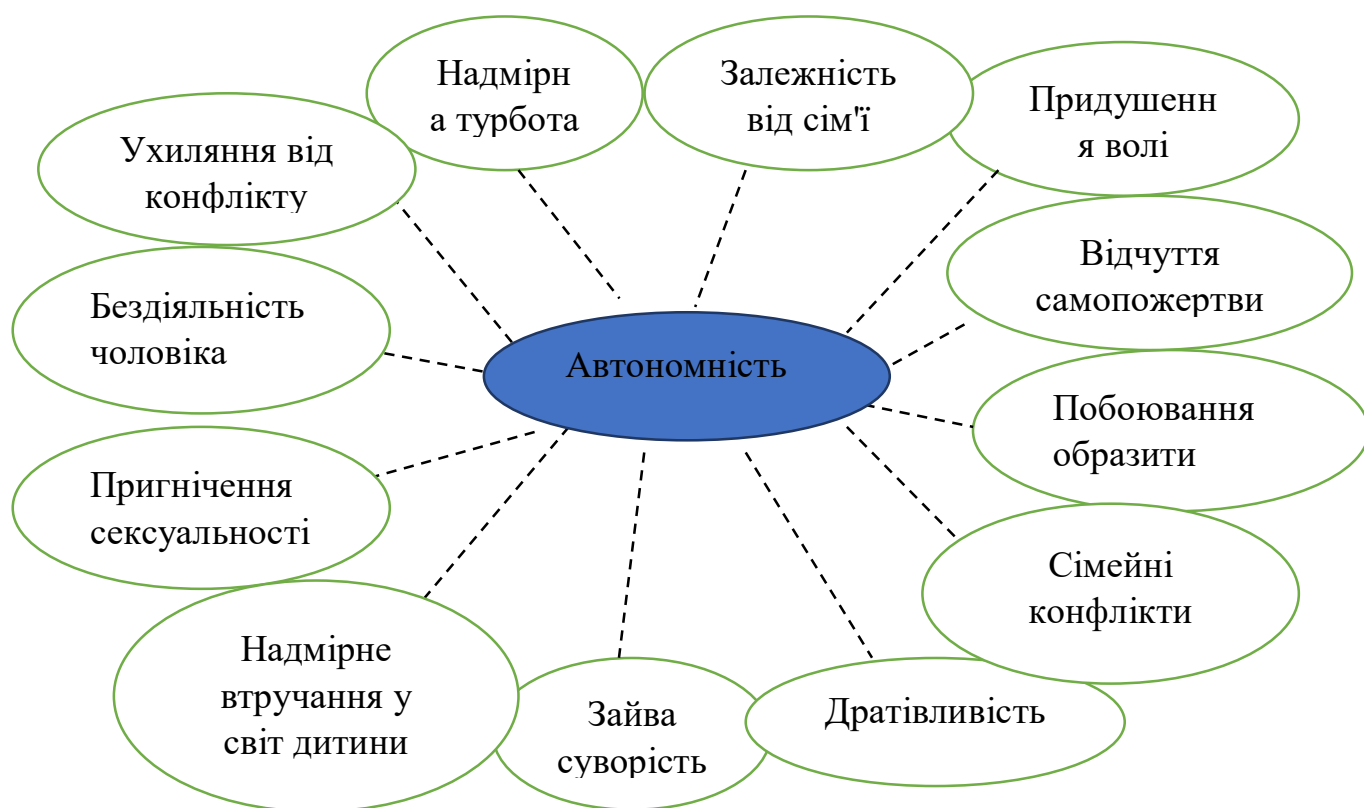 Надмірн
а турбота
Залежність
від сім'ї
Придушенн
я волі
Ухиляння від
конфлікту
Відчуття
самопожертви
Бездіяльність
чоловіка
Автономність
Побоювання
образити
Пригнічення
сексуальності
Сімейні
конфлікти
Надмірне
втручання у
світ дитини
Зайва
суворість
Дратівливість